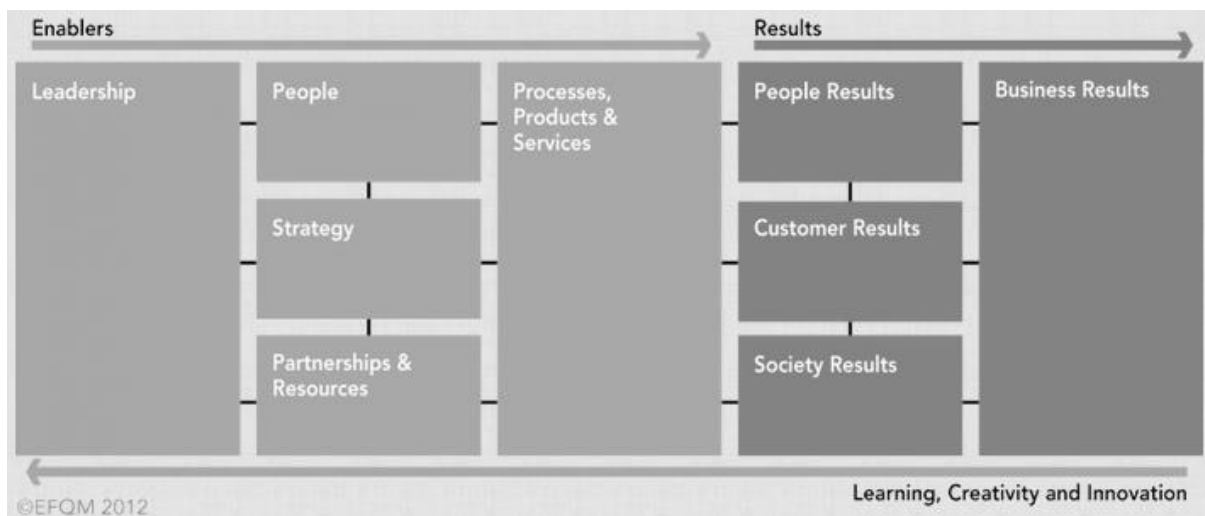 Enablers
Results
Leadership
People
Processes,
Products &
Services
People Results
Business Results
Strategy
Customer Results
Partnerships &
Resources
Society Results
Learning, Creativity and Innovation
©EFQM 2012